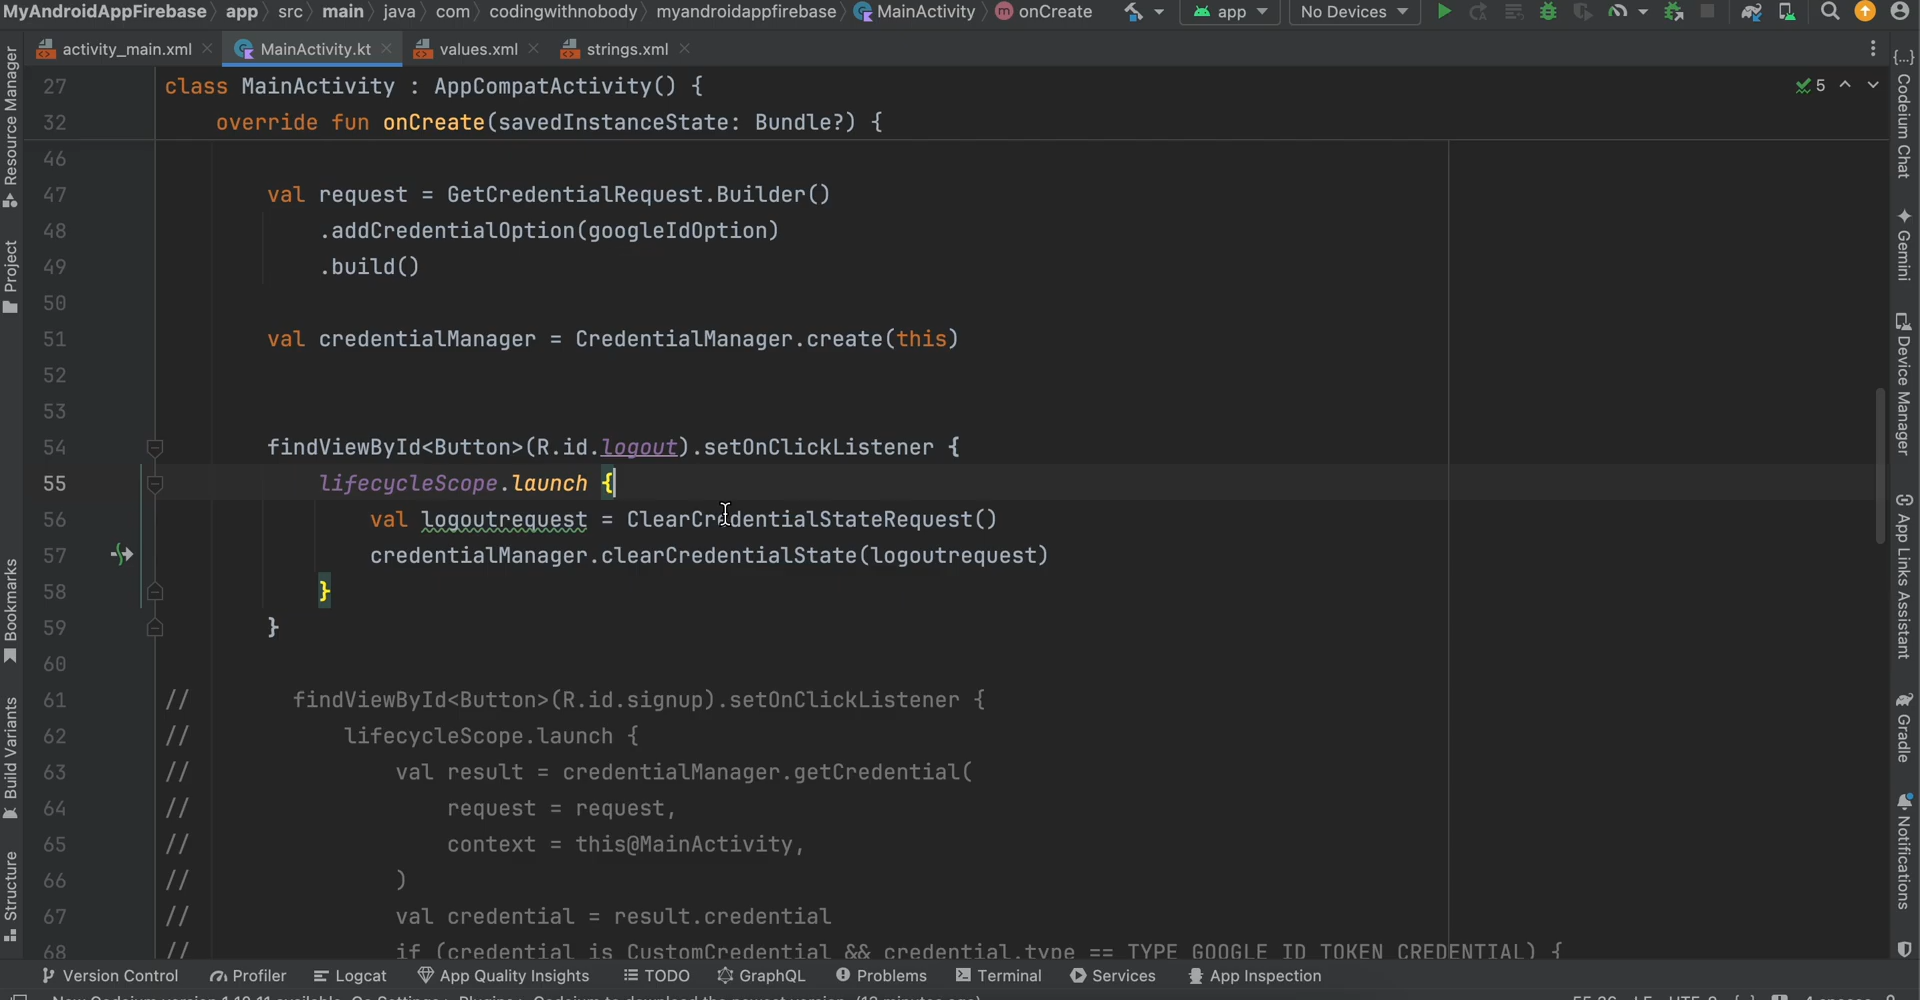 MyAndroidAppFirebase app src main java com codingwithnobody myandroidappfirebase MainActivity onCreate app No Devices
activity_main.xml MainActivity.kt values.xml strings.xml
27 class MainActivity : AppCompatActivity() { 5
32 override fun onCreate(savedInstanceState: Bundle?) {
46
47 val request = GetCredentialRequest.Builder()
48 .addCredentialOption(googleIdOption)
49 .build()
50
51 val credentialManager = CredentialManager.create(this)
52
53
54 findViewById<Button>(R.id.logout).setOnClickListener {
55 lifecycleScope.launch {
56 val logoutrequest = ClearCredentialStateRequest()
57 credentialManager.clearCredentialState(logoutrequest)
58 }
59 }
60
61 // findViewById<Button>(R.id.signup).setOnClickListener {
62 // lifecycleScope.launch {
63 // val result = credentialManager.getCredential(
64 // request = request,
65 // context = this@MainActivity,
66 // )
67 // val credential = result.credential
68 // if (credential is CustomCredential && credential.type == TYPE_GOOGLE_ID_TOKEN_CREDENTIAL) {
Version Control Profiler Logcat App Quality Insights TODO GraphQL Problems Terminal Services App Inspection
Resource Manager
Project
Bookmarks
Build Variants
Structure
{...} Codeium Chat
Gemini
Device Manager
App Links Assistant
Gradle
Notifications